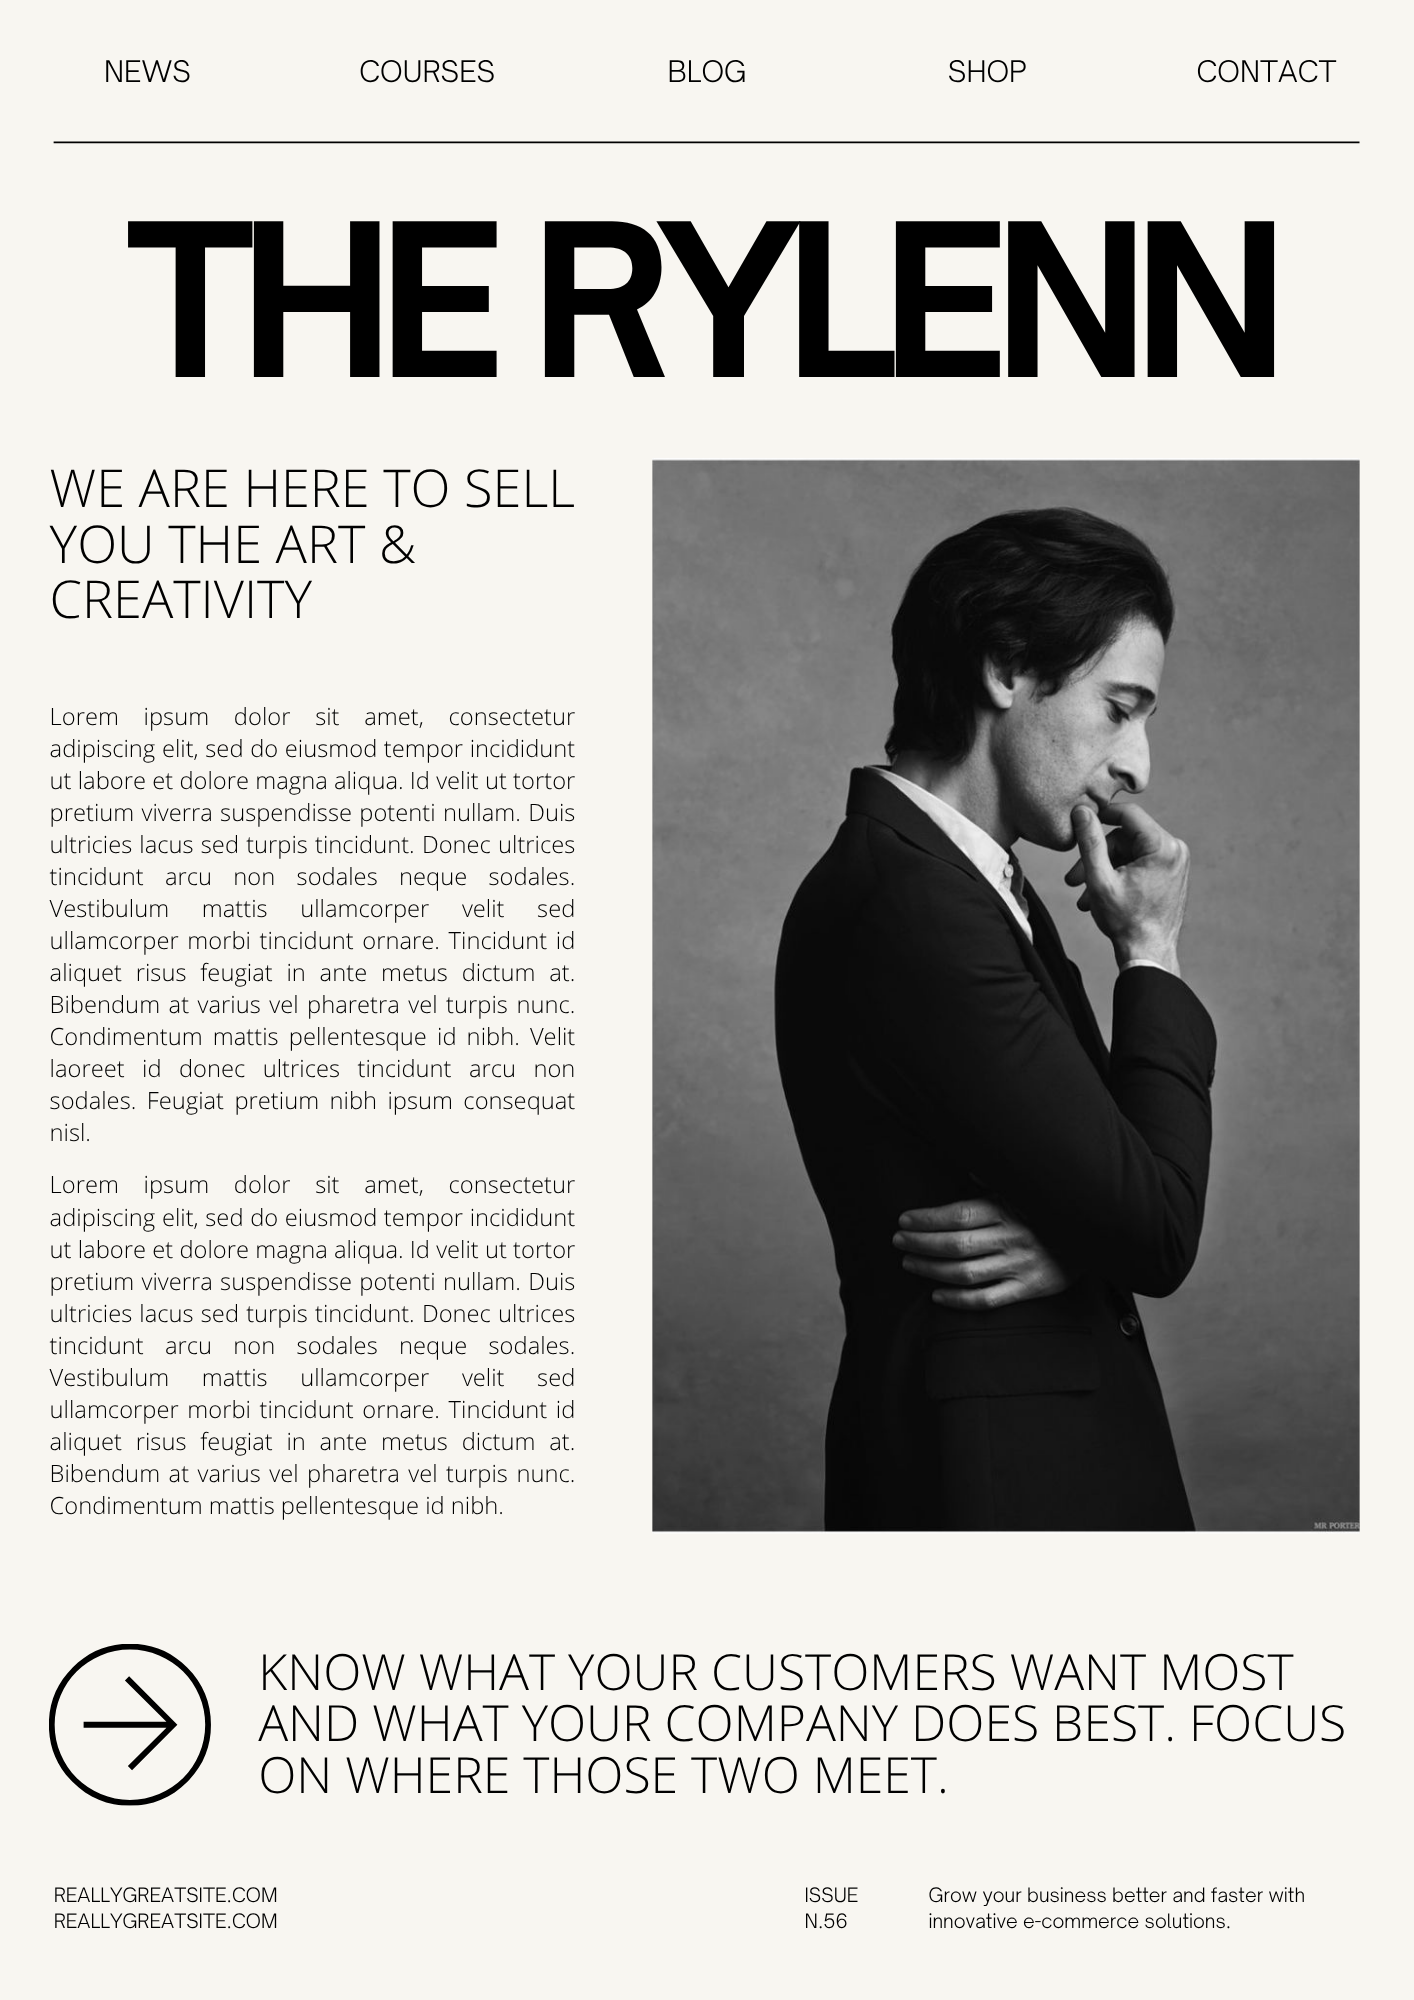 NEWS COURSES BLOG SHOP CONTACT
THE RYLENN
WE ARE HERE TO SELL
YOU THE ART &
CREATIVITY
Lorem ipsum dolor sit amet, consectetur
adipiscing elit, sed do eiusmod tempor incididunt
ut labore et dolore magna aliqua. Id velit ut tortor
pretium viverra suspendisse potenti nullam. Duis
ultricies lacus sed turpis tincidunt. Donec ultrices
tincidunt arcu non sodales neque sodales.
Vestibulum mattis ullamcorper velit sed
ullamcorper morbi tincidunt ornare. Tincidunt id
aliquet risus feugiat in ante metus dictum at.
Bibendum at varius vel pharetra vel turpis nunc.
Condimentum mattis pellentesque id nibh. Velit
laoreet id donec ultrices tincidunt arcu non
sodales. Feugiat pretium nibh ipsum consequat
nisl.
Lorem ipsum dolor sit amet, consectetur
adipiscing elit, sed do eiusmod tempor incididunt
ut labore et dolore magna aliqua. Id velit ut tortor
pretium viverra suspendisse potenti nullam. Duis
ultricies lacus sed turpis tincidunt. Donec ultrices
tincidunt arcu non sodales neque sodales.
Vestibulum mattis ullamcorper velit sed
ullamcorper morbi tincidunt ornare. Tincidunt id
aliquet risus feugiat in ante metus dictum at.
Bibendum at varius vel pharetra vel turpis nunc.
Condimentum mattis pellentesque id nibh.
MR PORTER
KNOW WHAT YOUR CUSTOMERS WANT MOST
AND WHAT YOUR COMPANY DOES BEST. FOCUS
ON WHERE THOSE TWO MEET.
REALLYGREATSITE.COM
REALLYGREATSITE.COM
ISSUE
N.56
Grow your business better and faster with
innovative e-commerce solutions.